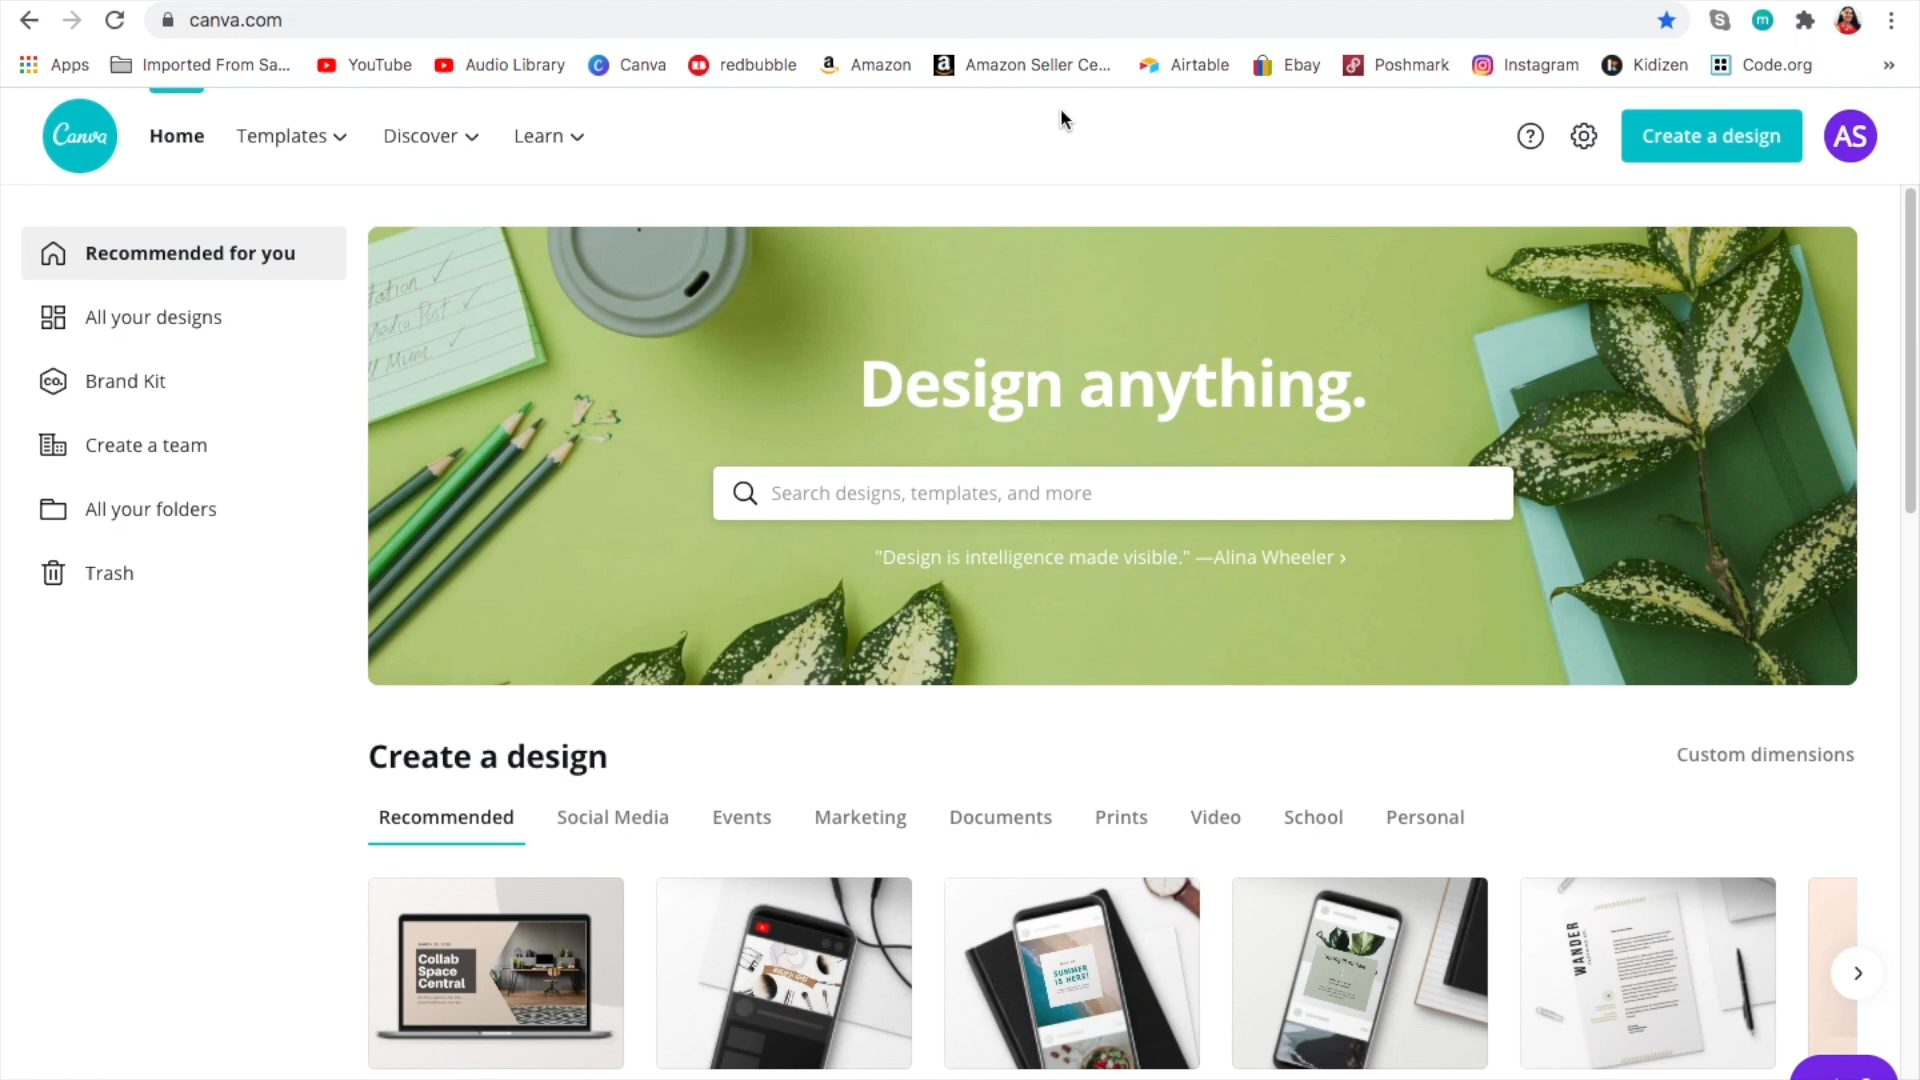 canva.com
Apps
Imported From Sa...
YouTube
Audio Library
Canva
redbubble
Amazon
Amazon Seller Ce...
Airtable
Ebay
Poshmark
Instagram
Kidizen
Code.org
Canva
Home
Templates
Discover
Learn
Create a design
AS
Recommended for you
All your designs
Brand Kit
Create a team
All your folders
Trash
Design anything.
Search designs, templates, and more
"Design is intelligence made visible." —Alina Wheeler ›
Create a design
Custom dimensions
Recommended
Social Media
Events
Marketing
Documents
Prints
Video
School
Personal
Collab
Space
Central
SUMMER
IS HERE!
WANDER